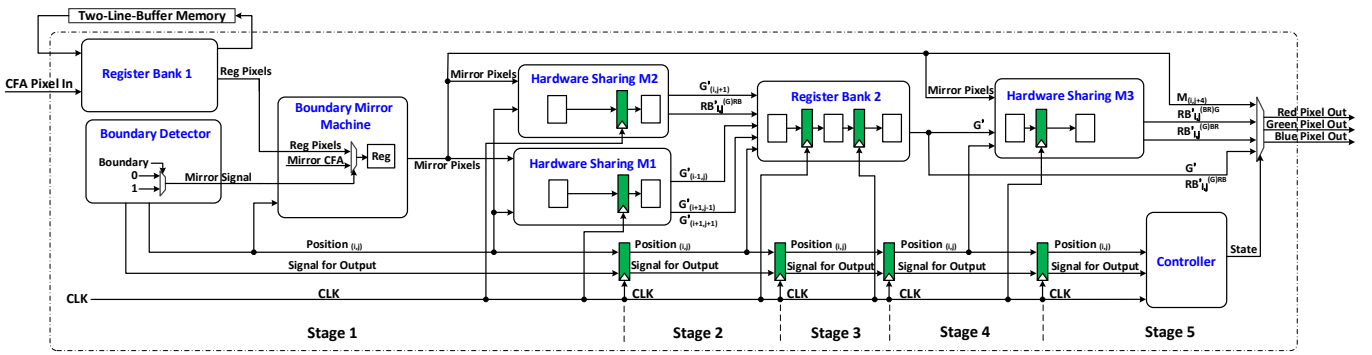 Two-Line-Buffer Memory
CFA Pixel In
Register Bank 1
Reg Pixels
Boundary Detector
Boundary
0
1
Mirror Signal
Boundary Mirror
Machine
Reg Pixels
Mirror CFA
Reg
Mirror Pixels
Mirror Pixels
Hardware Sharing M2
G'(i,j+1)
RB'i,j(G)RB
Hardware Sharing M1
G'(i-1,j)
G'(i+1,j-1)
G'(i+1,j+1)
Register Bank 2
G'
Mirror Pixels
Hardware Sharing M3
M(i,j+4)
RB'i,j(BR)G
RB'i,j(G)BR
G'
RB'i,j(G)RB
Red Pixel Out
Green Pixel Out
Blue Pixel Out
Position (i,j)
Position (i,j)
Position (i,j)
Position (i,j)
Position (i,j)
Signal for Output
Signal for Output
Signal for Output
Signal for Output
Signal for Output
Controller
State
CLK
CLK
CLK
CLK
CLK
CLK
Stage 1
Stage 2
Stage 3
Stage 4
Stage 5